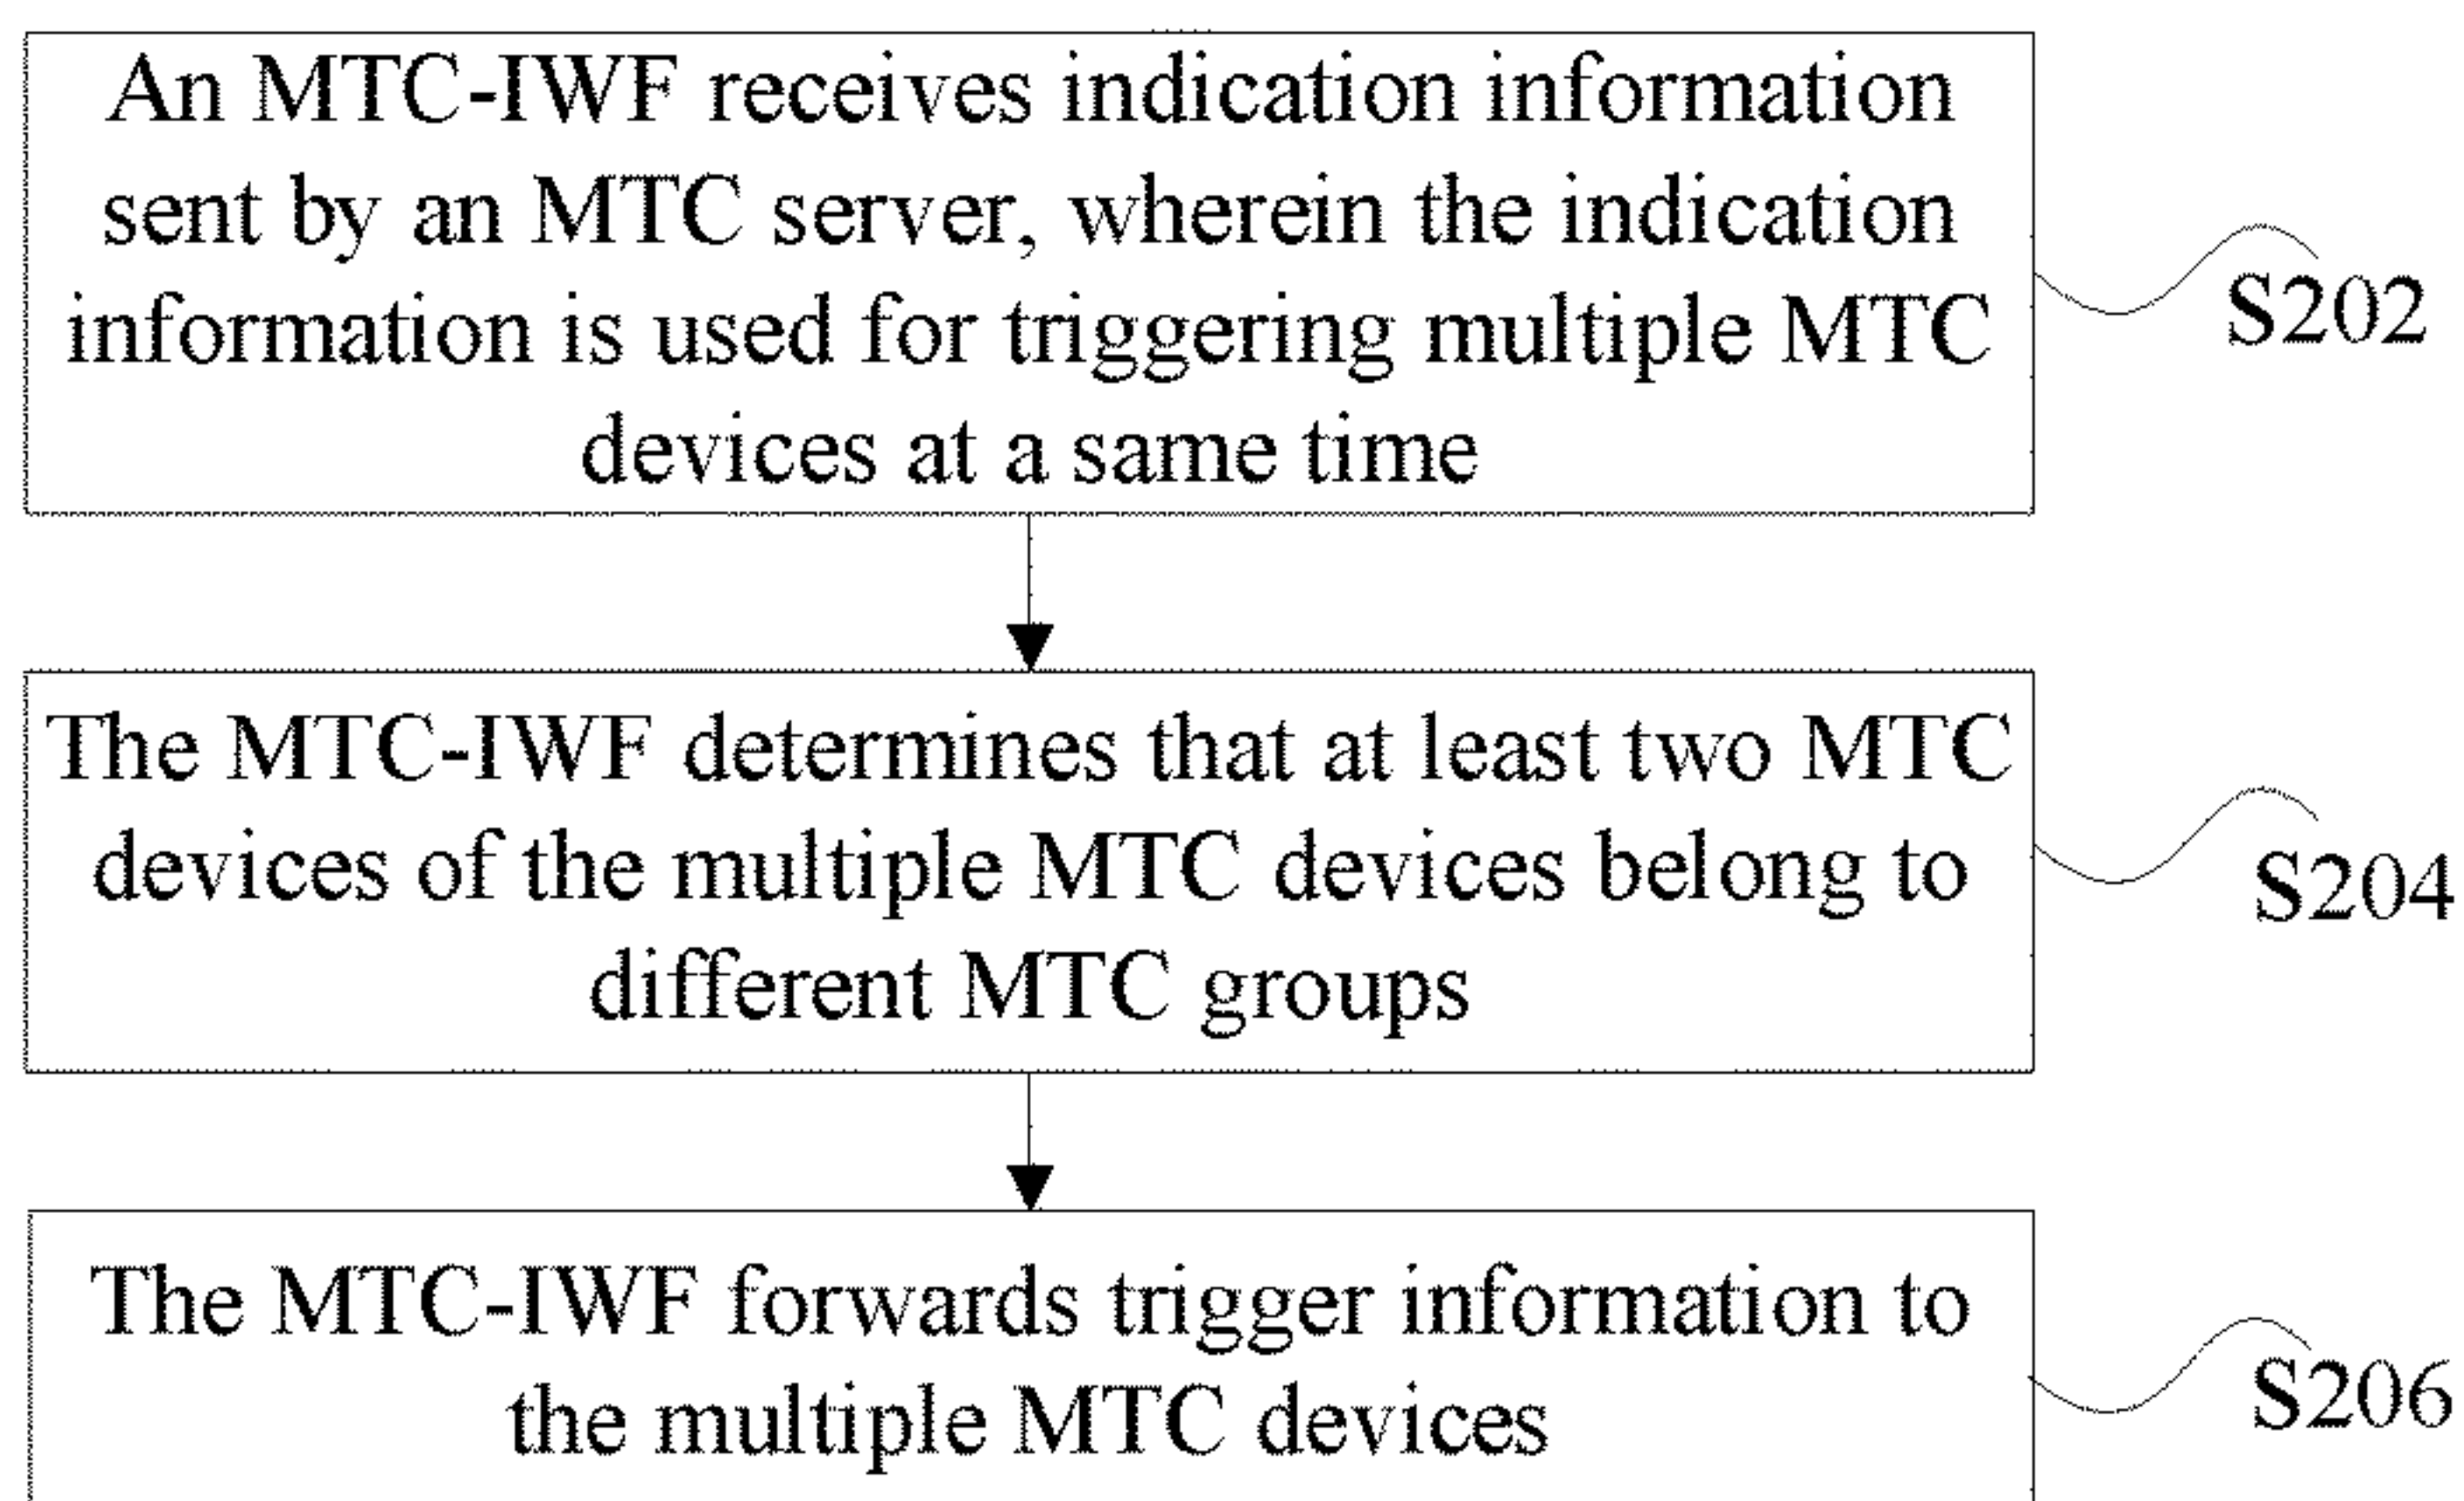 An MTC-IWF receives indication information
sent by an MTC server, wherein the indication
information is used for triggering multiple MTC
devices at a same time
S202
The MTC-IWF determines that at least two MTC
devices of the multiple MTC devices belong to
different MTC groups
S204
The MTC-IWF forwards trigger information to
the multiple MTC devices
S206